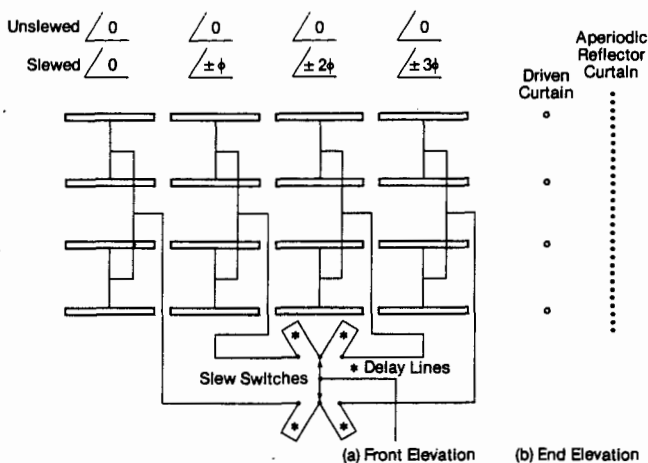 Unslewed 0 0 0 0
Slewed 0 ± φ ± 2φ ± 3φ
Aperiodic
Reflector
Curtain
Driven
Curtain
* *
Slew Switches * Delay Lines
* *
(a) Front Elevation (b) End Elevation